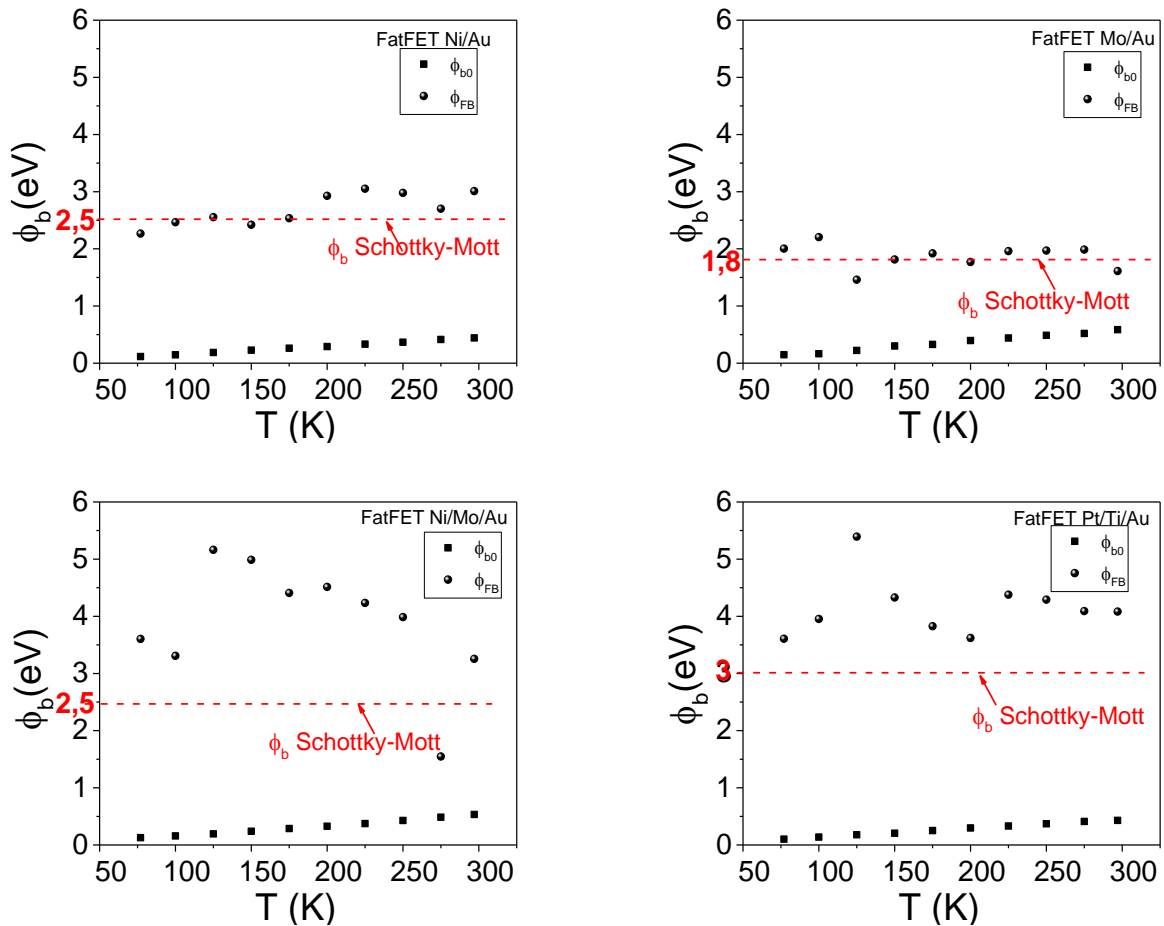 FatFET Ni/Au
ϕb0
ϕFB
6
5
4
3
2,5
2
1
0
ϕb(eV)
ϕb Schottky-Mott
50 100 150 200 250 300
T (K)
FatFET Mo/Au
ϕb0
ϕFB
6
5
4
3
2
1,8
1
0
ϕb(eV)
ϕb Schottky-Mott
50 100 150 200 250 300
T (K)
FatFET Ni/Mo/Au
ϕb0
ϕFB
6
5
4
3
2,5
2
1
0
ϕb(eV)
ϕb Schottky-Mott
50 100 150 200 250 300
T (K)
FatFET Pt/Ti/Au
ϕb0
ϕFB
6
5
4
3
2
1
0
ϕb(eV)
ϕb Schottky-Mott
50 100 150 200 250 300
T (K)